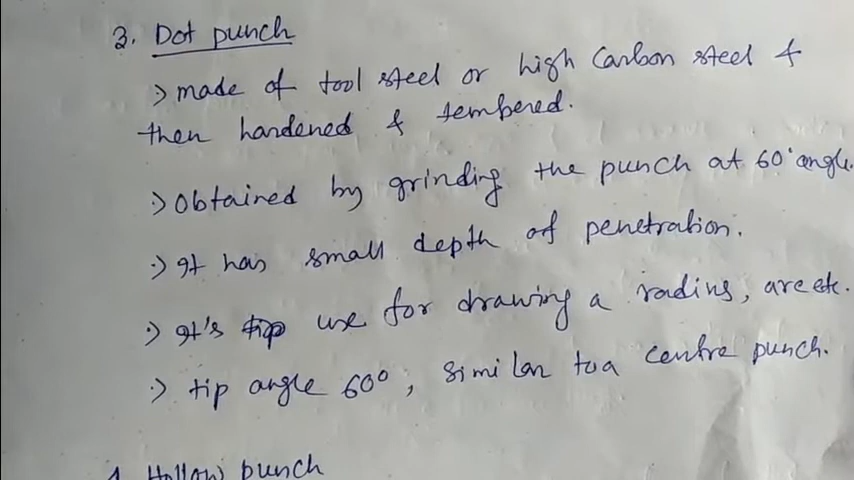 3. Dot punch
:> made of tool steel or high Carbon steel &
then hardened & tembered.
:> Obtained by grinding the punch at 60° angle.
:> It has small depth of penetration.
:> It's tip use for drawing a radius, arc etc.
:> tip angle 60°, similar to a centre punch.
4. Hollow punch